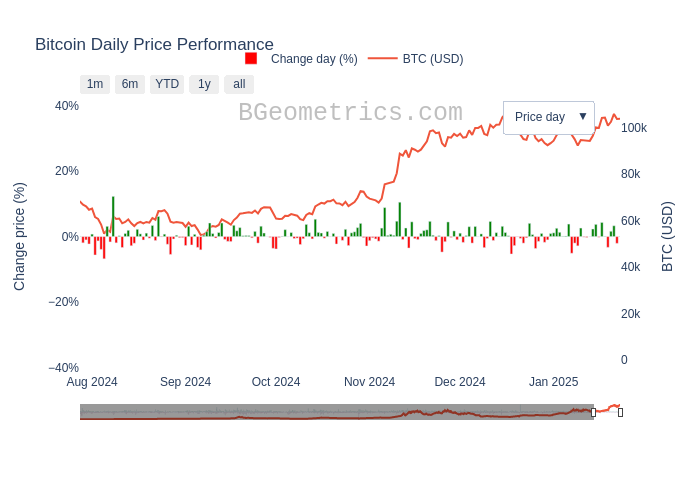 Bitcoin Daily Price Performance
Change day (%) BTC (USD)
1m 6m YTD 1y all
BGeometrics.com
Price day ▼
40%
20%
0%
−20%
−40%
Change price (%)
100k
80k
60k
40k
20k
0
BTC (USD)
Aug 2024 Sep 2024 Oct 2024 Nov 2024 Dec 2024 Jan 2025